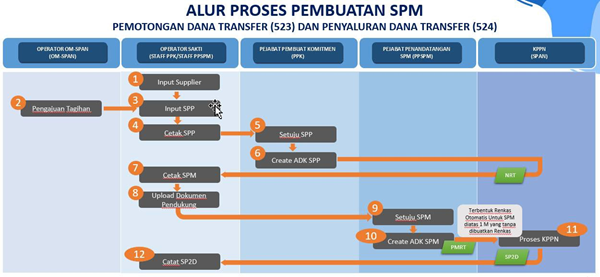 ALUR PROSES PEMBUATAN SPM
PEMOTONGAN DANA TRANSFER (523) DAN PENYALURAN DANA TRANSFER (524)
OPERATOR OM-SPAN
(OM-SPAN)
OPERATOR SAKTI
(STAFF PPK/STAFF PPSPM)
PEJABAT PEMBUAT KOMITMEN
(PPK)
PEJABAT PENANDATANGAN
SPM (PPSPM)
KPPN
(SPAN)
1
Input Supplier
2
Pengajuan Tagihan
3
Input SPP
4
Cetak SPP
5
Setuju SPP
6
Create ADK SPP
NRT
7
Cetak SPM
8
Upload Dokumen
Pendukung
9
Setuju SPM
10
Create ADK SPM
Terbentuk Renkas
Otomatis Untuk SPM
diatas 1 M yang tanpa
dibuatkan Renkas
PMRT
11
Proses KPPN
SP2D
12
Catat SP2D